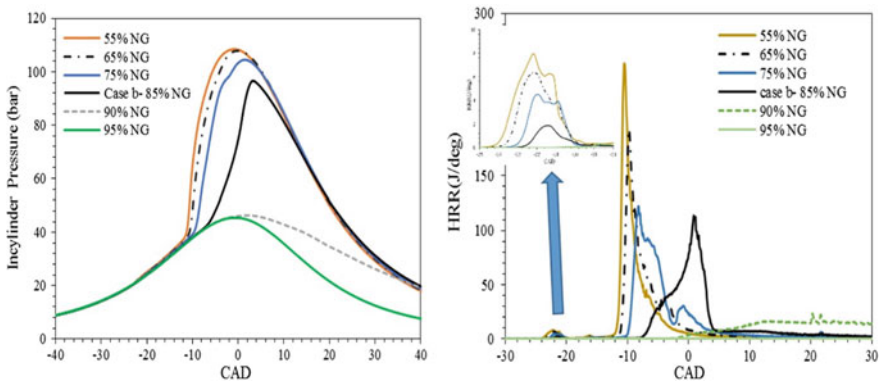 120
100
80
60
40
20
0
-40 -30 -20 -10 0 10 20 30 40
CAD
Incylinder Pressure (bar)
55% NG
65% NG
75% NG
Case b- 85% NG
90% NG
95% NG
300
150
100
50
0
-30 -20 -10 0 10 20 30
CAD
HRR(J/deg)
55% NG
65% NG
75% NG
case b- 85% NG
90% NG
95% NG
CAD